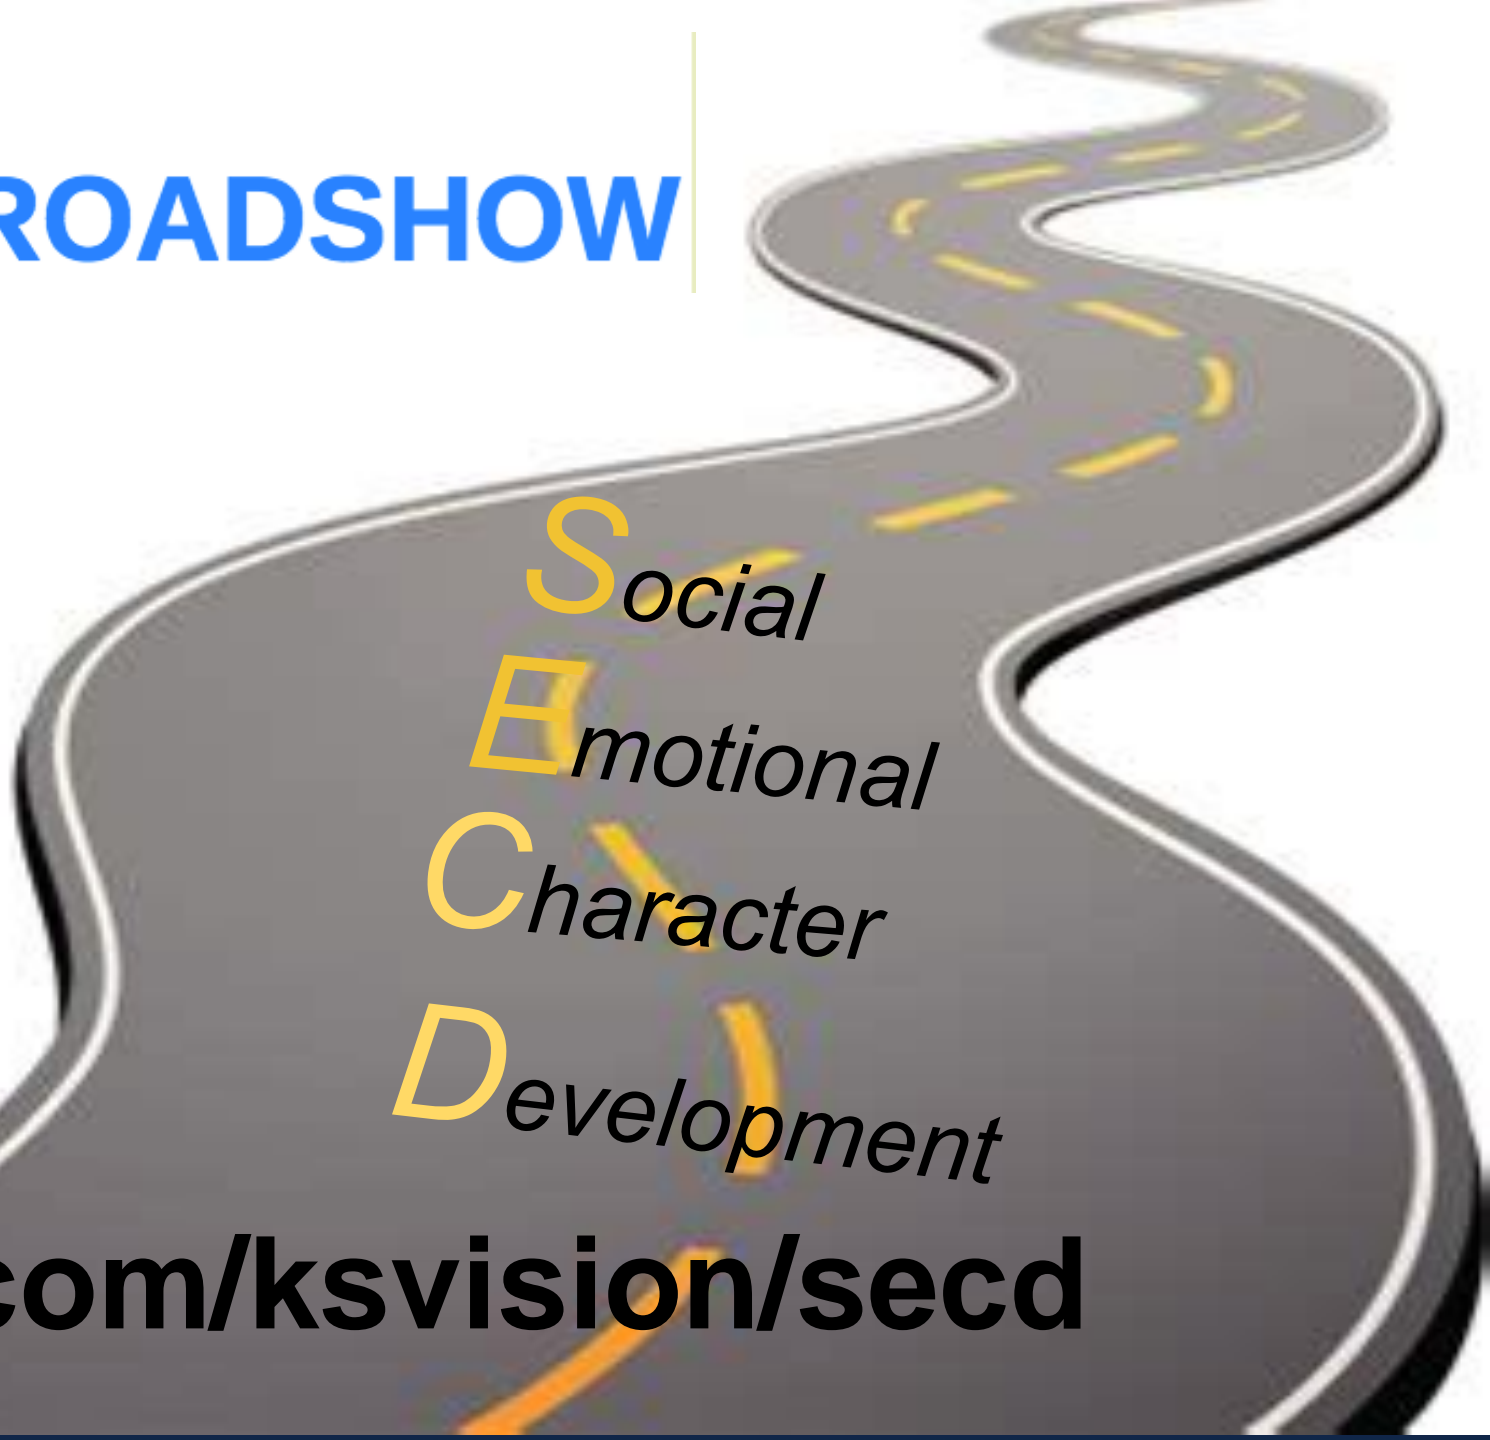 ROADSHOW
Social
Emotional
Character
Development
com/ksvision/secd